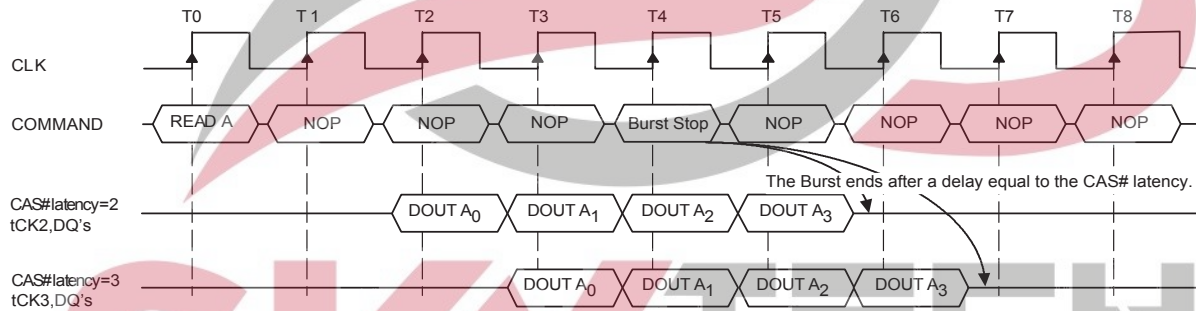 T0 T1 T2 T3 T4 T5 T6 T7 T8
CLK
COMMAND READ A NOP NOP NOP Burst Stop NOP NOP NOP NOP
The Burst ends after a delay equal to the CAS# latency.
CAS#latency=2
tCK2,DQ's
DOUT A0 DOUT A1 DOUT A2 DOUT A3
CAS#latency=3
tCK3,DQ's
DOUT A0 DOUT A1 DOUT A2 DOUT A3